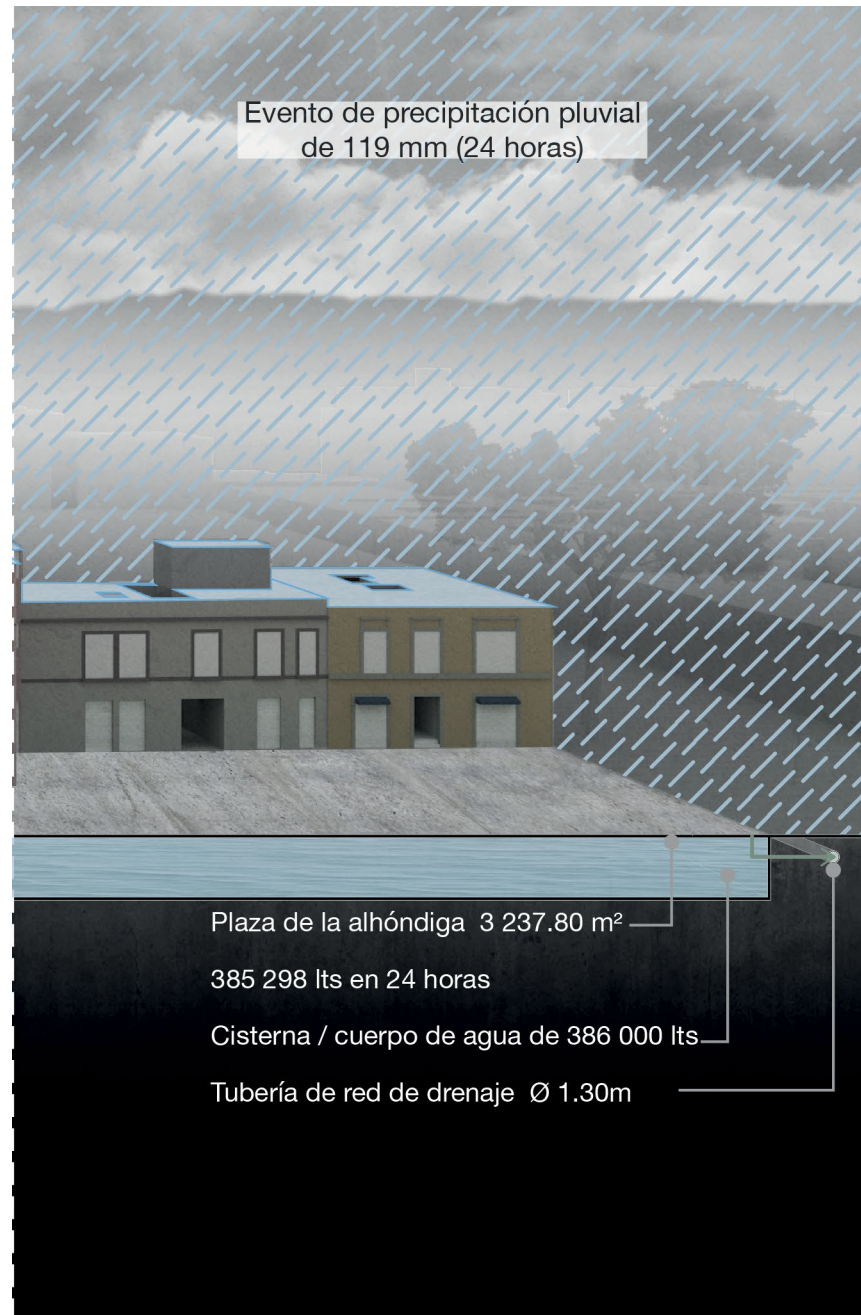 Evento de precipitación pluvial
de 119 mm (24 horas)
Plaza de la alhóndiga 3 237.80 m²
385 298 lts en 24 horas
Cisterna / cuerpo de agua de 386 000 lts
Tubería de red de drenaje Ø 1.30m